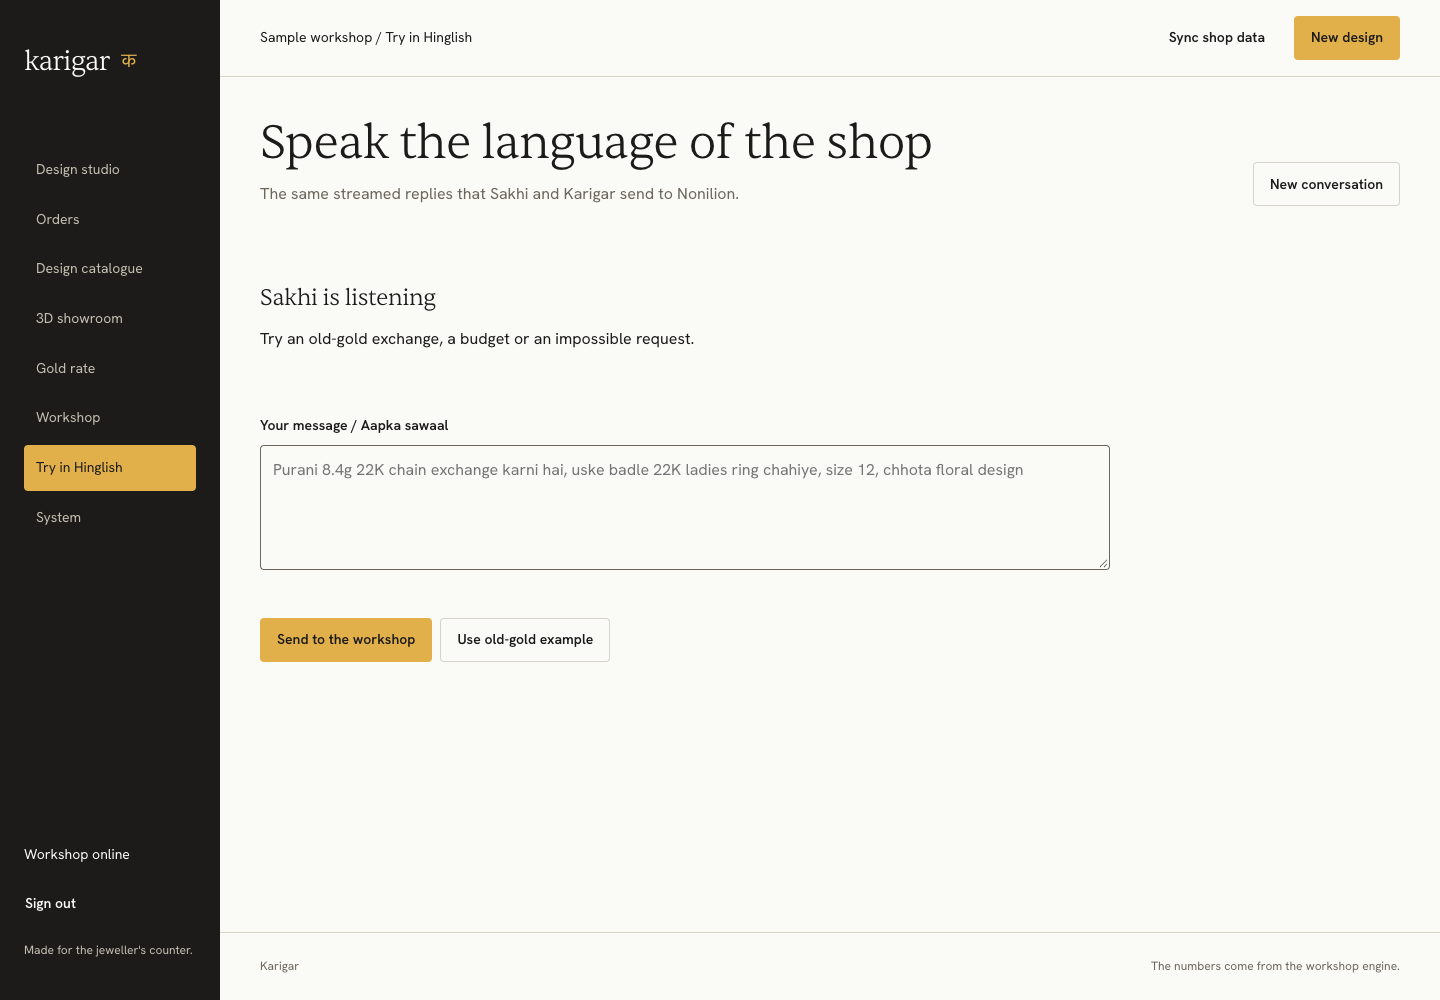 karigar क
Design studio
Orders
Design catalogue
3D showroom
Gold rate
Workshop
Try in Hinglish
System
Workshop online
Sign out
Made for the jeweller's counter.
Sample workshop / Try in Hinglish
Sync shop data
New design
Speak the language of the shop
The same streamed replies that Sakhi and Karigar send to Nonilion.
New conversation
Sakhi is listening
Try an old-gold exchange, a budget or an impossible request.
Your message / Aapka sawaal
Purani 8.4g 22K chain exchange karni hai, uske badle 22K ladies ring chahiye, size 12, chhota floral design
Send to the workshop
Use old-gold example
Karigar
The numbers come from the workshop engine.